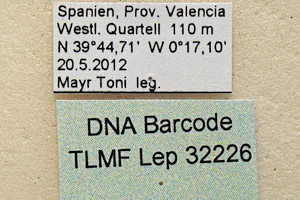 Spanien, Prov. Valencia
Westl. Quartell 110 m
N 39°44,71' W 0°17,10'
20.5.2012
Mayr Toni leg.
DNA Barcode
TLMF Lep 32226